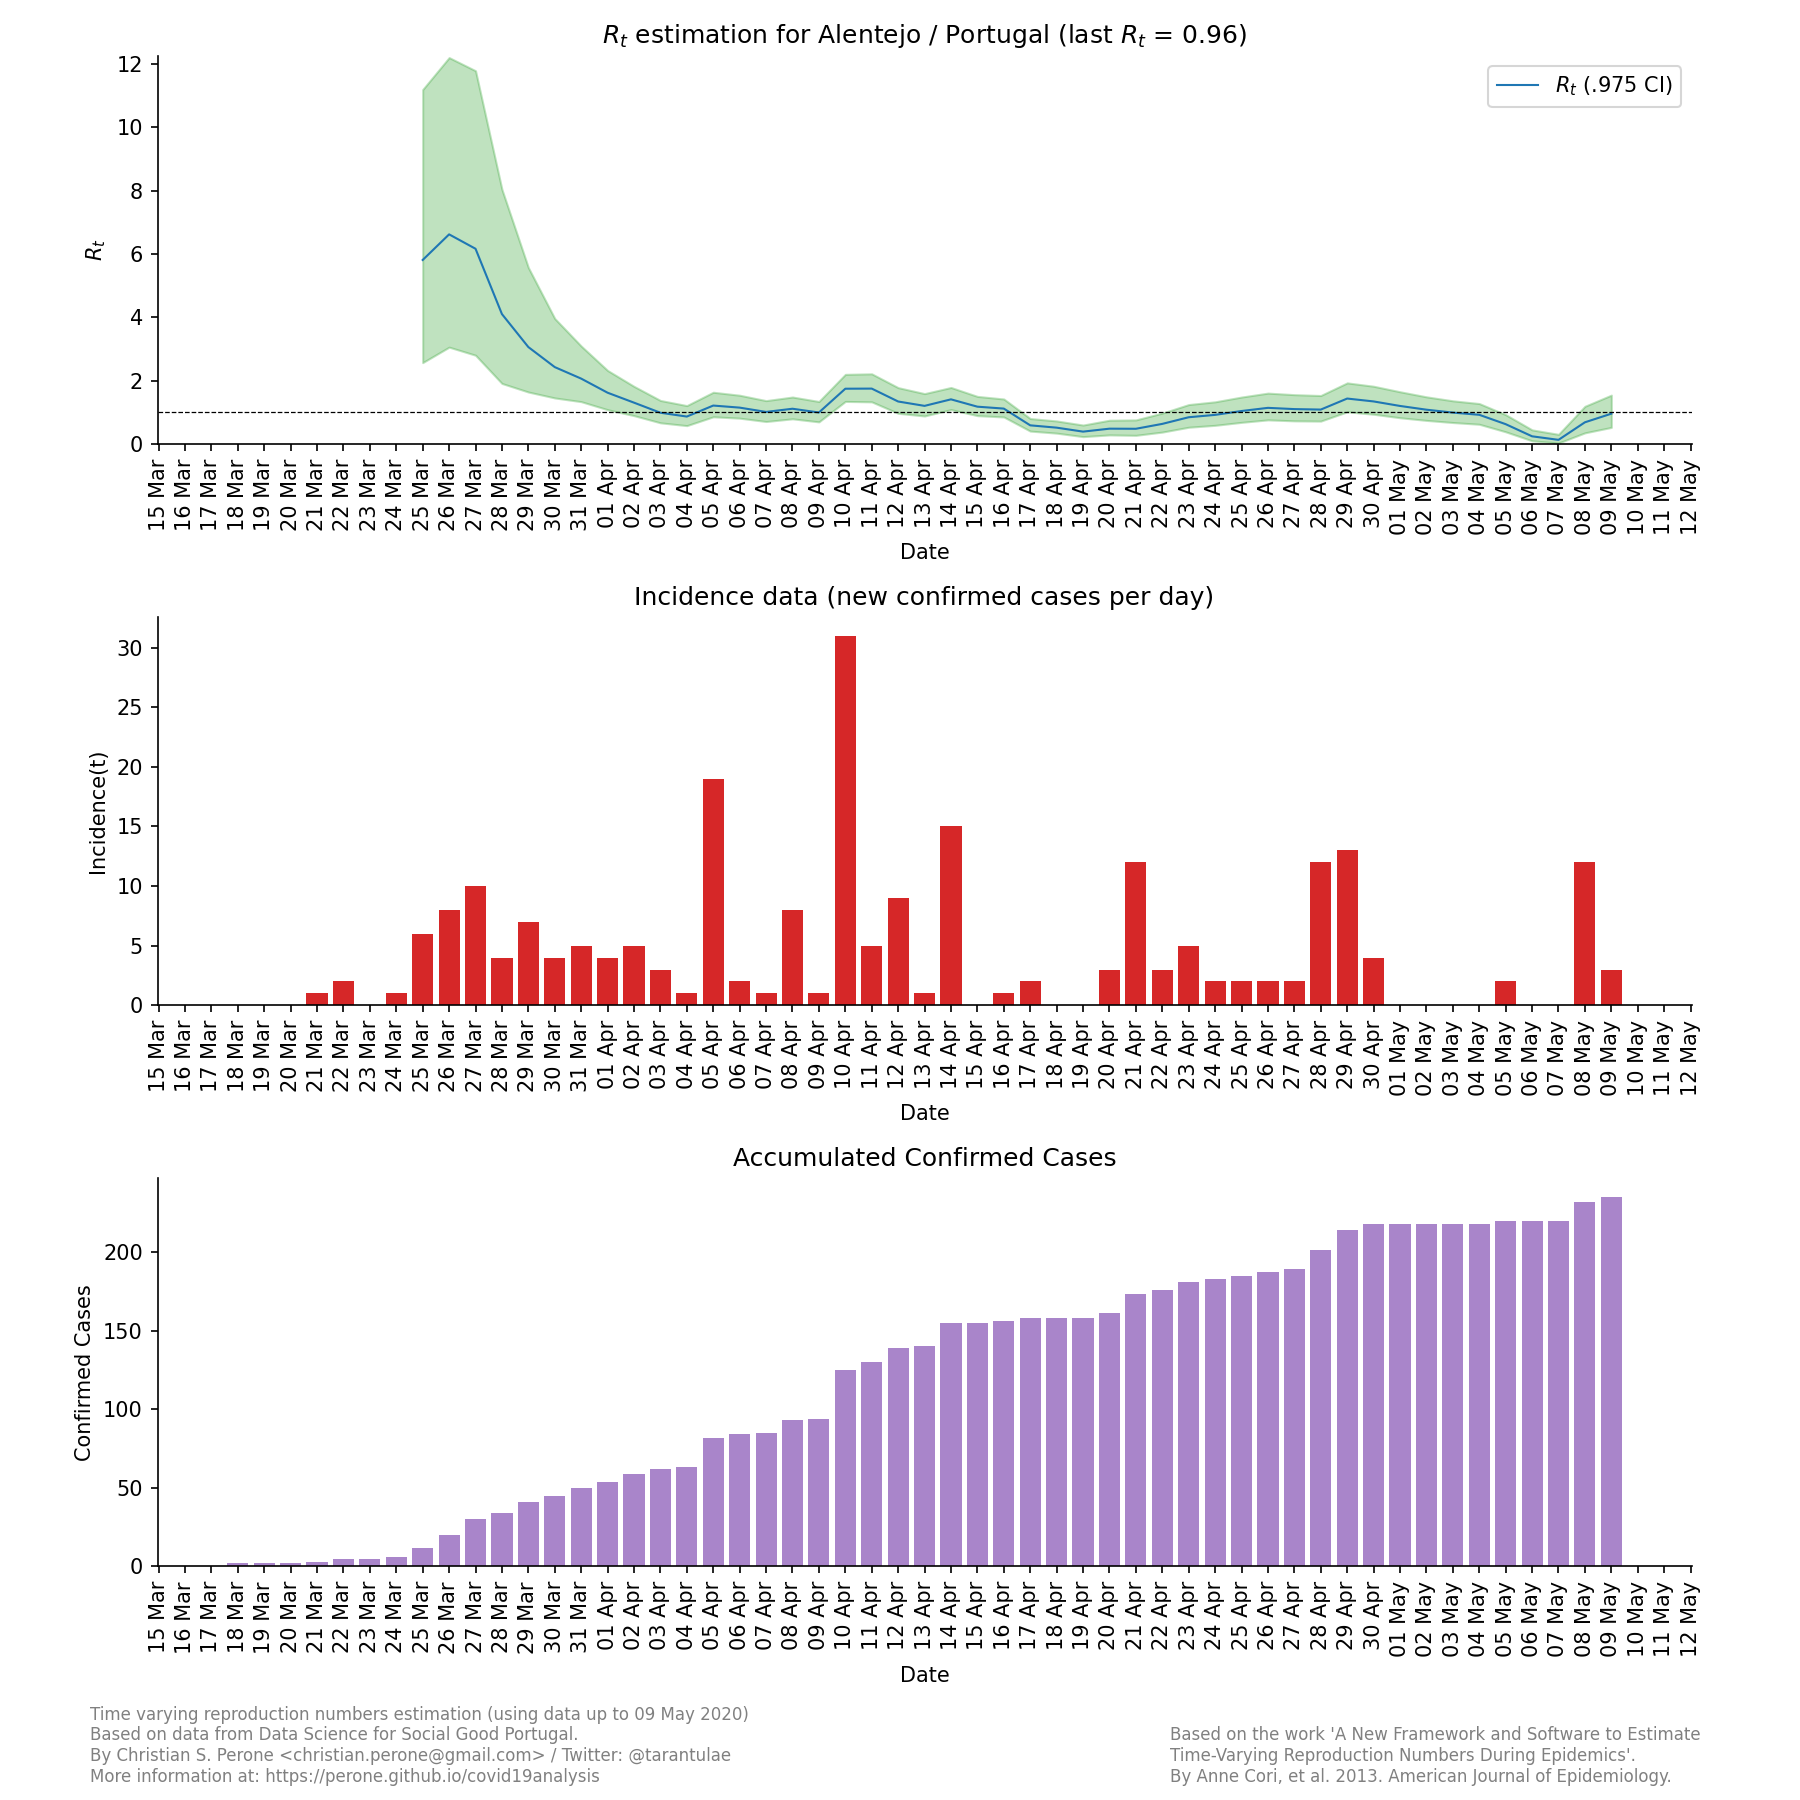 Rt estimation for Alentejo / Portugal (last Rt = 0.96)
12
10
8
6
4
2
0
Rt
Rt (.975 CI)
15 Mar 16 Mar 17 Mar 18 Mar 19 Mar 20 Mar 21 Mar 22 Mar 23 Mar 24 Mar 25 Mar 26 Mar 27 Mar 28 Mar 29 Mar 30 Mar 31 Mar 01 Apr 02 Apr 03 Apr 04 Apr 05 Apr 06 Apr 07 Apr 08 Apr 09 Apr 10 Apr 11 Apr 12 Apr 13 Apr 14 Apr 15 Apr 16 Apr 17 Apr 18 Apr 19 Apr 20 Apr 21 Apr 22 Apr 23 Apr 24 Apr 25 Apr 26 Apr 27 Apr 28 Apr 29 Apr 30 Apr 01 May 02 May 03 May 04 May 05 May 06 May 07 May 08 May 09 May 10 May 11 May 12 May
Date
Incidence data (new confirmed cases per day)
30
25
20
15
10
5
0
Incidence(t)
15 Mar 16 Mar 17 Mar 18 Mar 19 Mar 20 Mar 21 Mar 22 Mar 23 Mar 24 Mar 25 Mar 26 Mar 27 Mar 28 Mar 29 Mar 30 Mar 31 Mar 01 Apr 02 Apr 03 Apr 04 Apr 05 Apr 06 Apr 07 Apr 08 Apr 09 Apr 10 Apr 11 Apr 12 Apr 13 Apr 14 Apr 15 Apr 16 Apr 17 Apr 18 Apr 19 Apr 20 Apr 21 Apr 22 Apr 23 Apr 24 Apr 25 Apr 26 Apr 27 Apr 28 Apr 29 Apr 30 Apr 01 May 02 May 03 May 04 May 05 May 06 May 07 May 08 May 09 May 10 May 11 May 12 May
Date
Accumulated Confirmed Cases
200
150
100
50
0
Confirmed Cases
15 Mar 16 Mar 17 Mar 18 Mar 19 Mar 20 Mar 21 Mar 22 Mar 23 Mar 24 Mar 25 Mar 26 Mar 27 Mar 28 Mar 29 Mar 30 Mar 31 Mar 01 Apr 02 Apr 03 Apr 04 Apr 05 Apr 06 Apr 07 Apr 08 Apr 09 Apr 10 Apr 11 Apr 12 Apr 13 Apr 14 Apr 15 Apr 16 Apr 17 Apr 18 Apr 19 Apr 20 Apr 21 Apr 22 Apr 23 Apr 24 Apr 25 Apr 26 Apr 27 Apr 28 Apr 29 Apr 30 Apr 01 May 02 May 03 May 04 May 05 May 06 May 07 May 08 May 09 May 10 May 11 May 12 May
Date
Time varying reproduction numbers estimation (using data up to 09 May 2020)
Based on data from Data Science for Social Good Portugal.
By Christian S. Perone <christian.perone@gmail.com> / Twitter: @tarantulae
More information at: https://perone.github.io/covid19analysis
Based on the work 'A New Framework and Software to Estimate
Time-Varying Reproduction Numbers During Epidemics'.
By Anne Cori, et al. 2013. American Journal of Epidemiology.